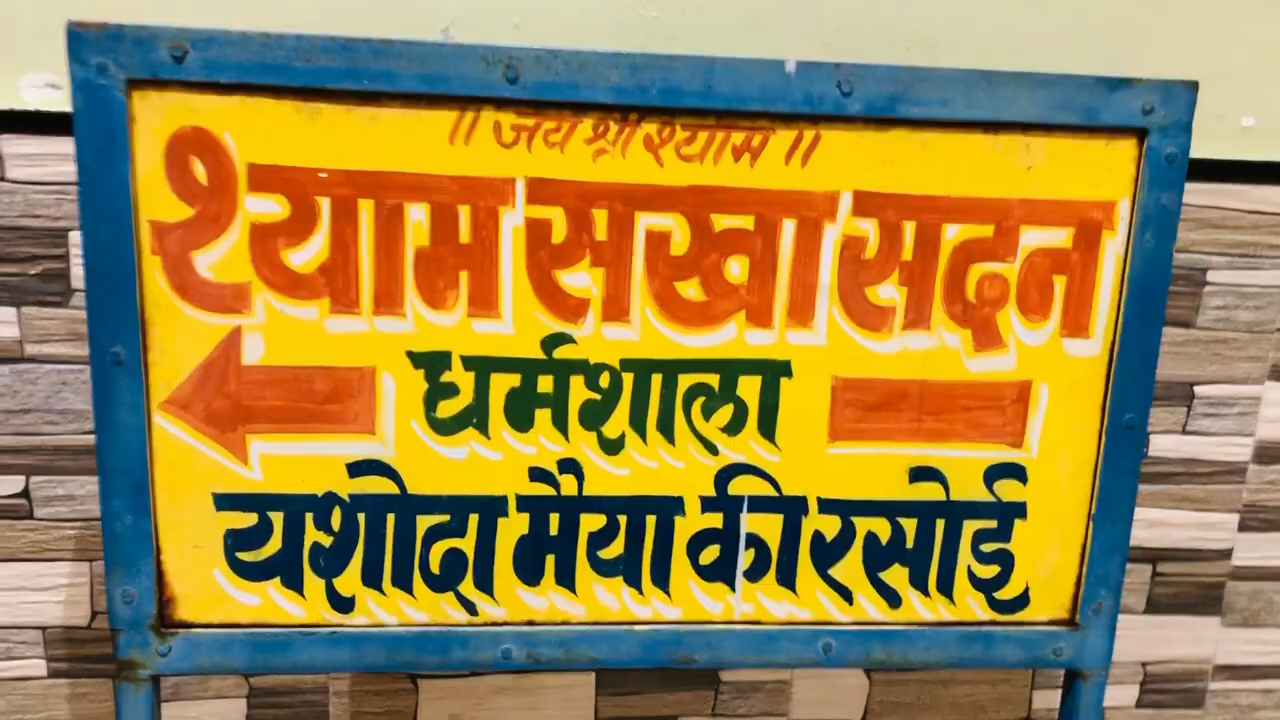 ॥ जय श्री श्याम ॥
श्याम सखा सदन
धर्मशाला
यशोदा मैया की रसोई